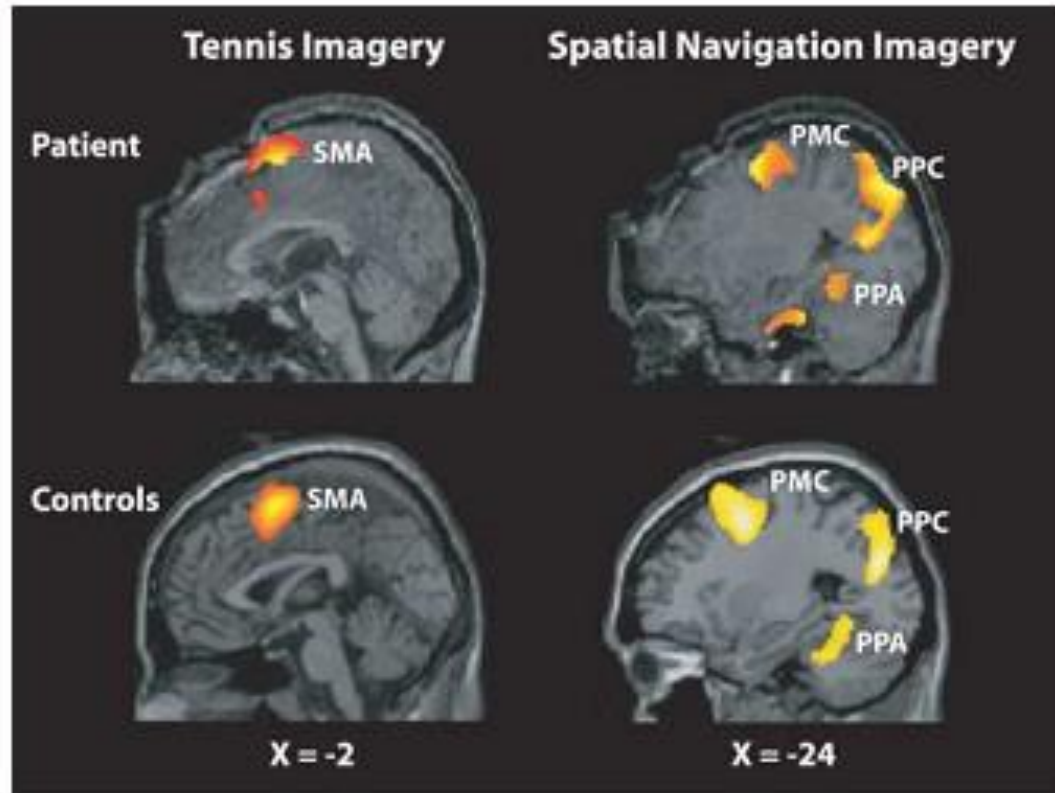 Tennis Imagery
Spatial Navigation Imagery
Patient
SMA
PMC
PPC
PPA
Controls
SMA
PMC
PPC
PPA
X = -2
X = -24